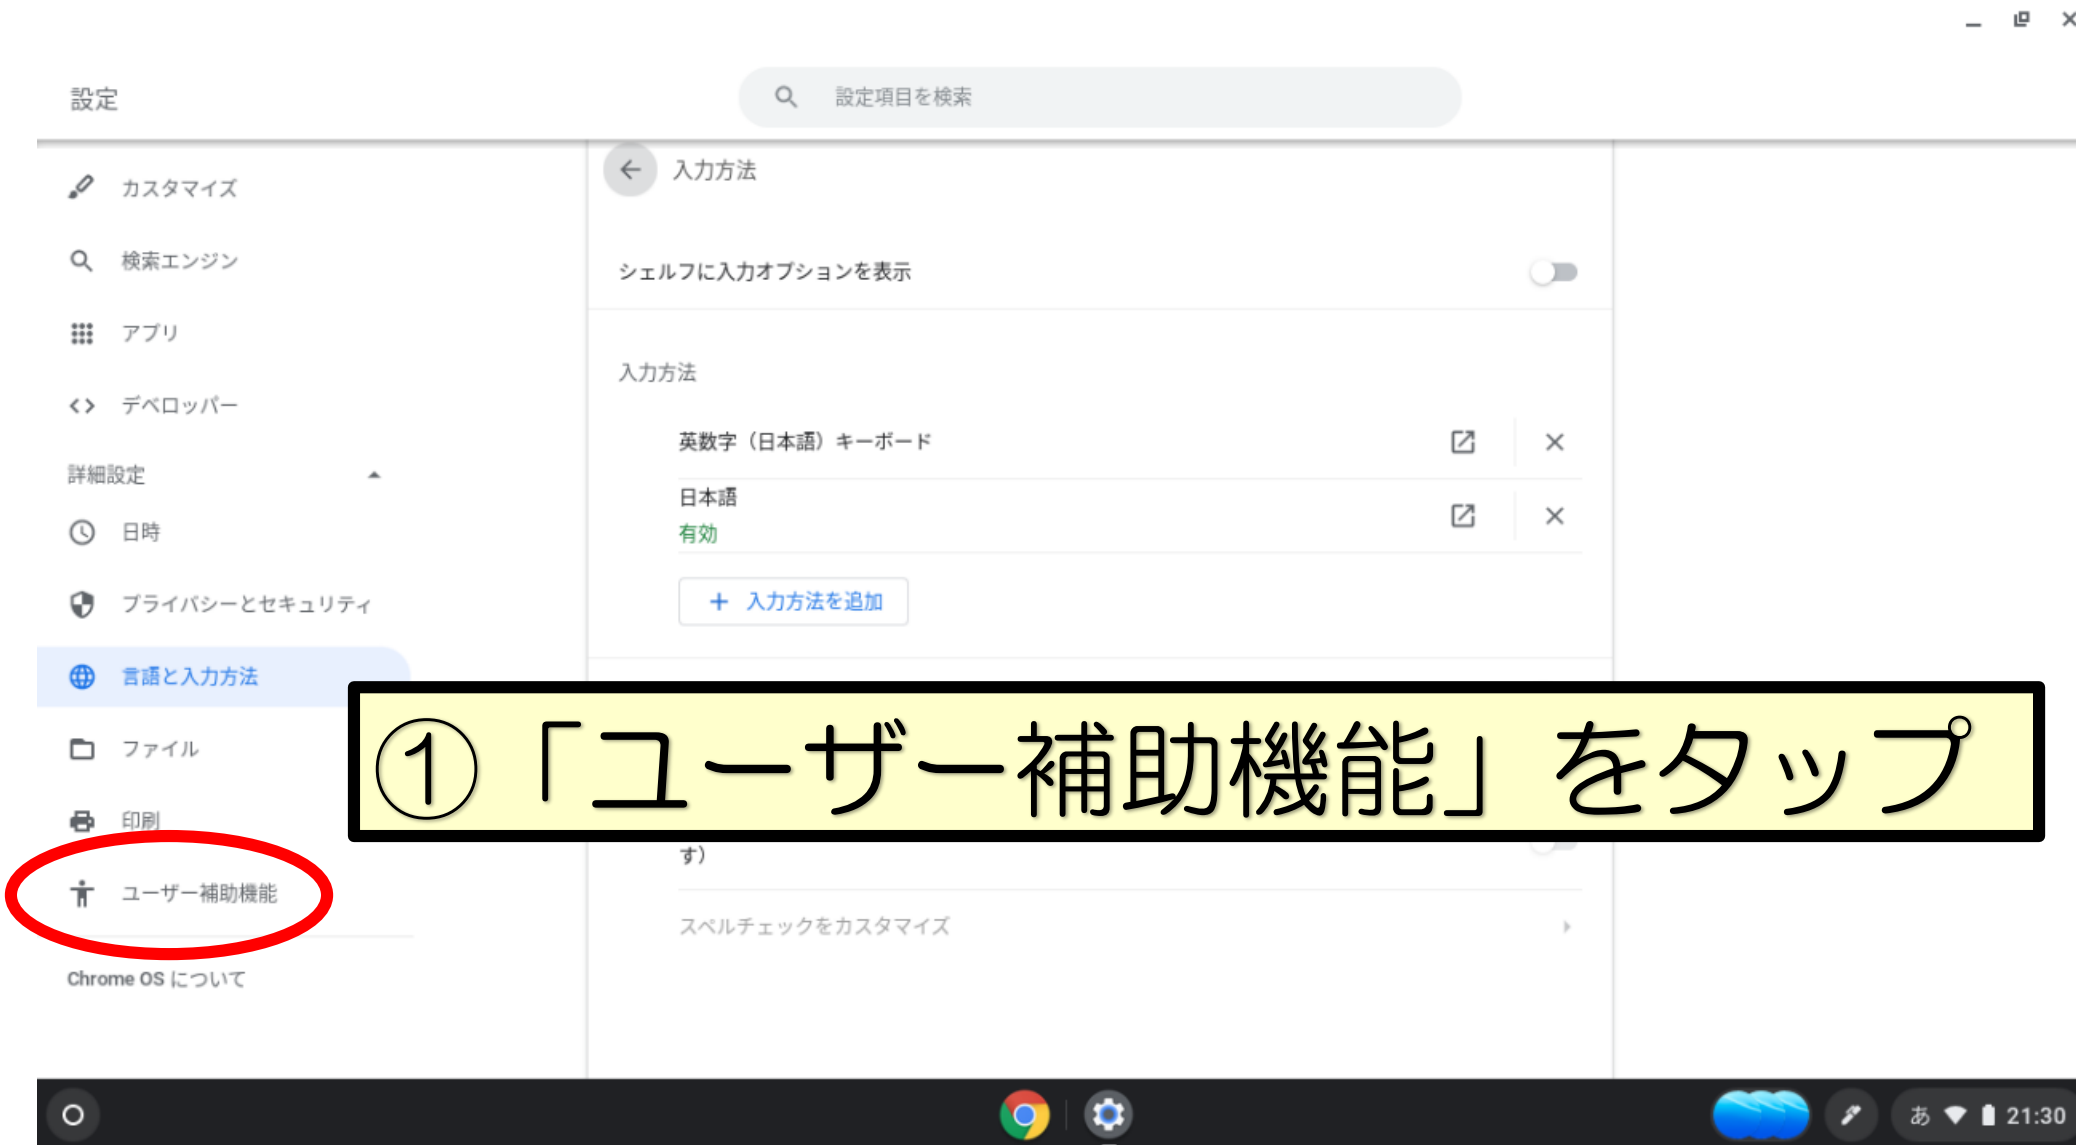 設定
設定項目を検索
カスタマイズ
検索エンジン
アプリ
デベロッパー
詳細設定
日時
プライバシーとセキュリティ
言語と入力方法
ファイル
印刷
ユーザー補助機能
Chrome OS について
入力方法
シェルフに入力オプションを表示
入力方法
英数字（日本語）キーボード
日本語
有効
入力方法を追加
①「ユーザー補助機能」をタップ
す）
スペルチェックをカスタマイズ
あ 21:30